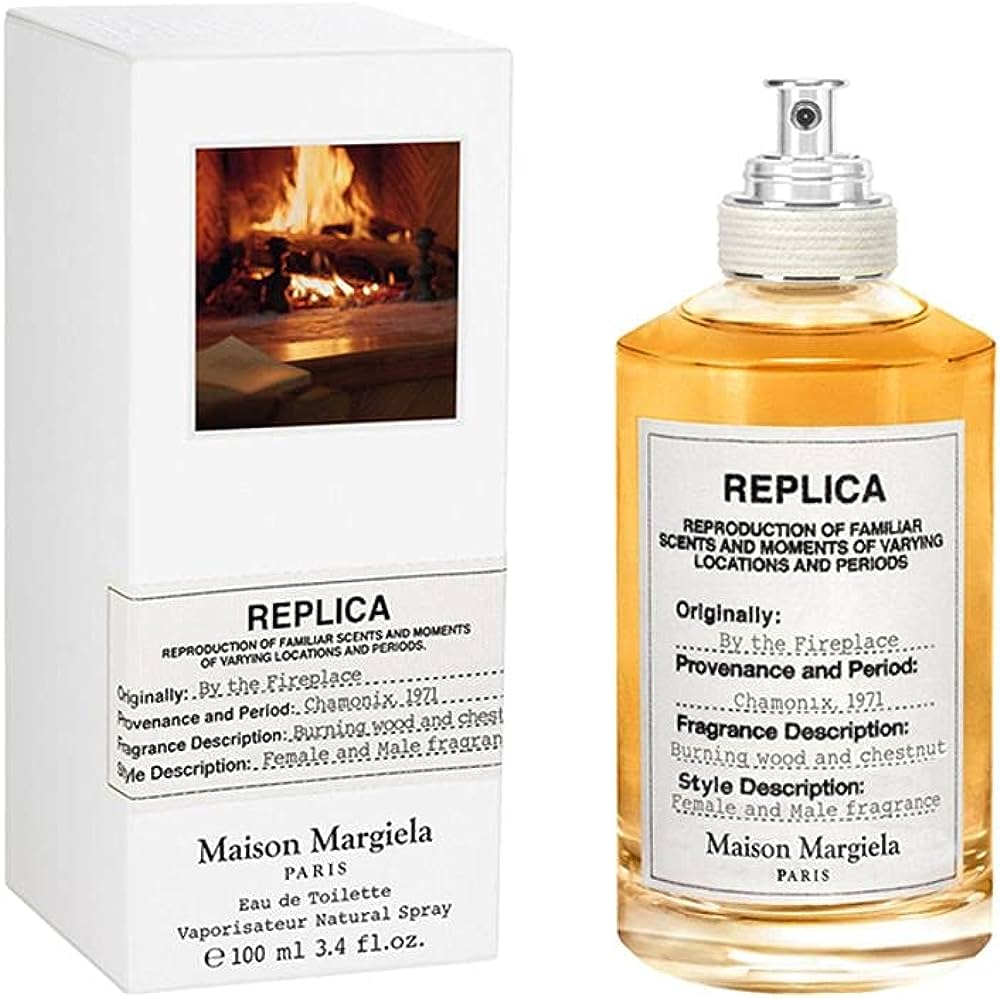 REPLICA
REPRODUCTION OF FAMILIAR SCENTS AND MOMENTS
OF VARYING LOCATIONS AND PERIODS.
Originally: By the Fireplace
Provenance and Period: Chamonix, 1971
Fragrance Description: Burning wood and chest
Style Description: Female and Male fragran
Maison Margiela
PARIS
Eau de Toilette
Vaporisateur Natural Spray
℮ 100 ml 3.4 fl.oz.
REPLICA
REPRODUCTION OF FAMILIAR
SCENTS AND MOMENTS OF VARYING
LOCATIONS AND PERIODS
Originally:
By the Fireplace
Provenance and Period:
Chamonix, 1971
Fragrance Description:
Burning wood and chestnut
Style Description:
Female and Male fragrance
Maison Margiela
PARIS